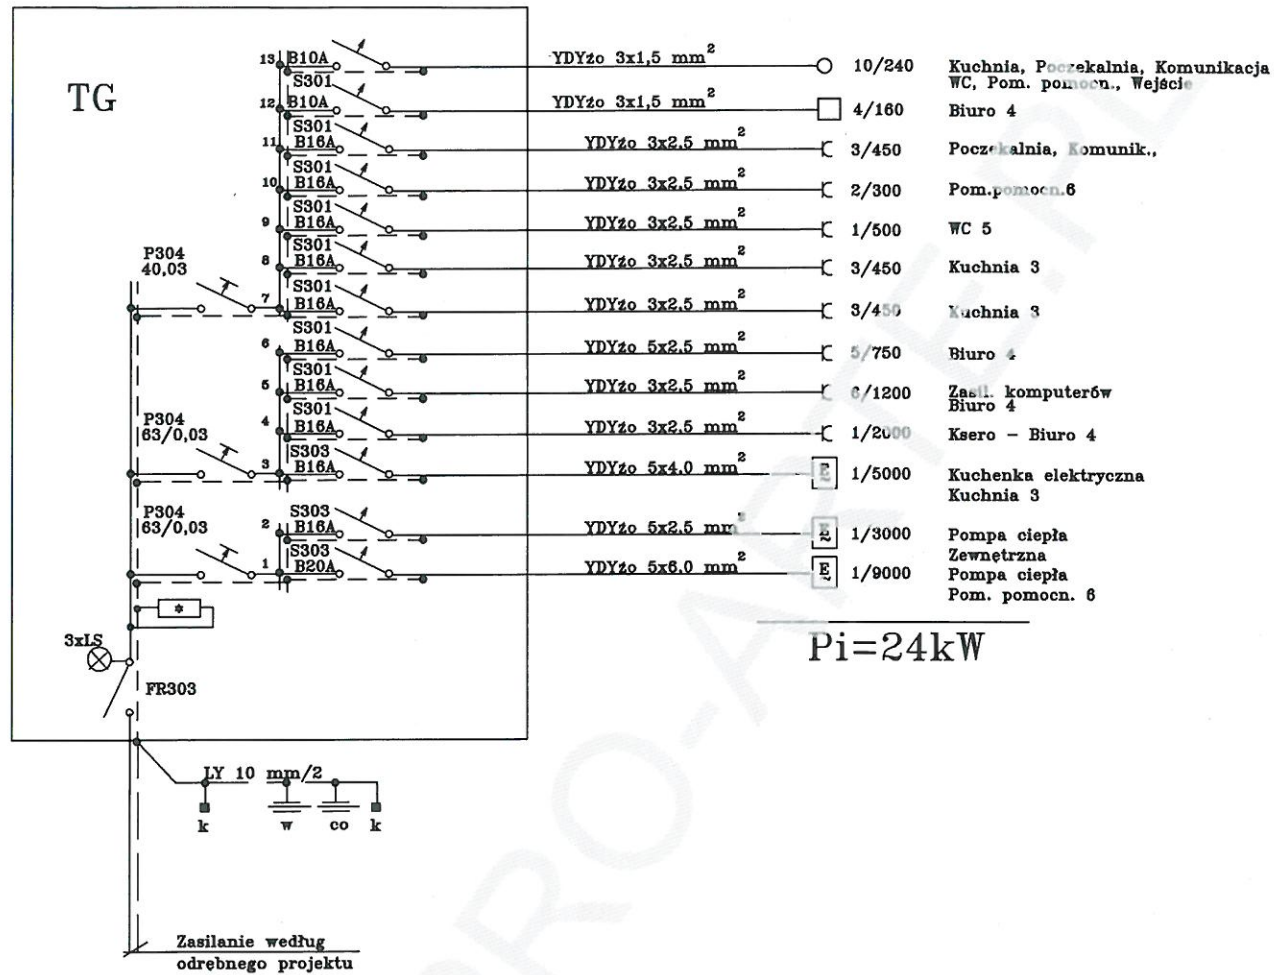 TG
13 B10A YDYżo 3x1,5 mm² 10/240 Kuchnia, Poczekalnia, Komunikacja
WC, Pom. pomocn., Wejście
S301
12 B10A YDYżo 3x1,5 mm² 4/160 Biuro 4
S301
11 B16A YDYżo 3x2.5 mm² 3/450 Poczekalnia, Komunik.,
S301
10 B16A YDYżo 3x2.5 mm² 2/300 Pom.pomocn.6
S301
9 B16A YDYżo 3x2,5 mm² 1/500 WC 5
S301
8 B16A YDYżo 3x2,5 mm² 3/450 Kuchnia 3
P304
40,03
S301
7 B16A YDYżo 3x2,5 mm² 3/450 Kuchnia 3
S301
6 B16A YDYżo 5x2.5 mm² 5/750 Biuro 4
S301
5 B16A YDYżo 3x2,5 mm² 6/1200 Zasil. komputerów
Biuro 4
S301
4 B16A YDYżo 3x2,5 mm² 1/2000 Ksero - Biuro 4
P304
63/0,03
S303
3 B16A YDYżo 5x4.0 mm² E 1/5000 Kuchenka elektryczna
Kuchnia 3
P304
63/0,03
S303
2 B16A YDYżo 5x2.5 mm² E 1/3000 Pompa ciepła
Zewnętrzna
S303
1 B20A YDYżo 5x6.0 mm² E 1/9000 Pompa ciepła
Pom. pomocn. 6
*
3xLS
FR303
Pi=24kW
LY 10 mm/2
k w co k
Zasilanie według
odrębnego projektu
PRO-ARTE.PL